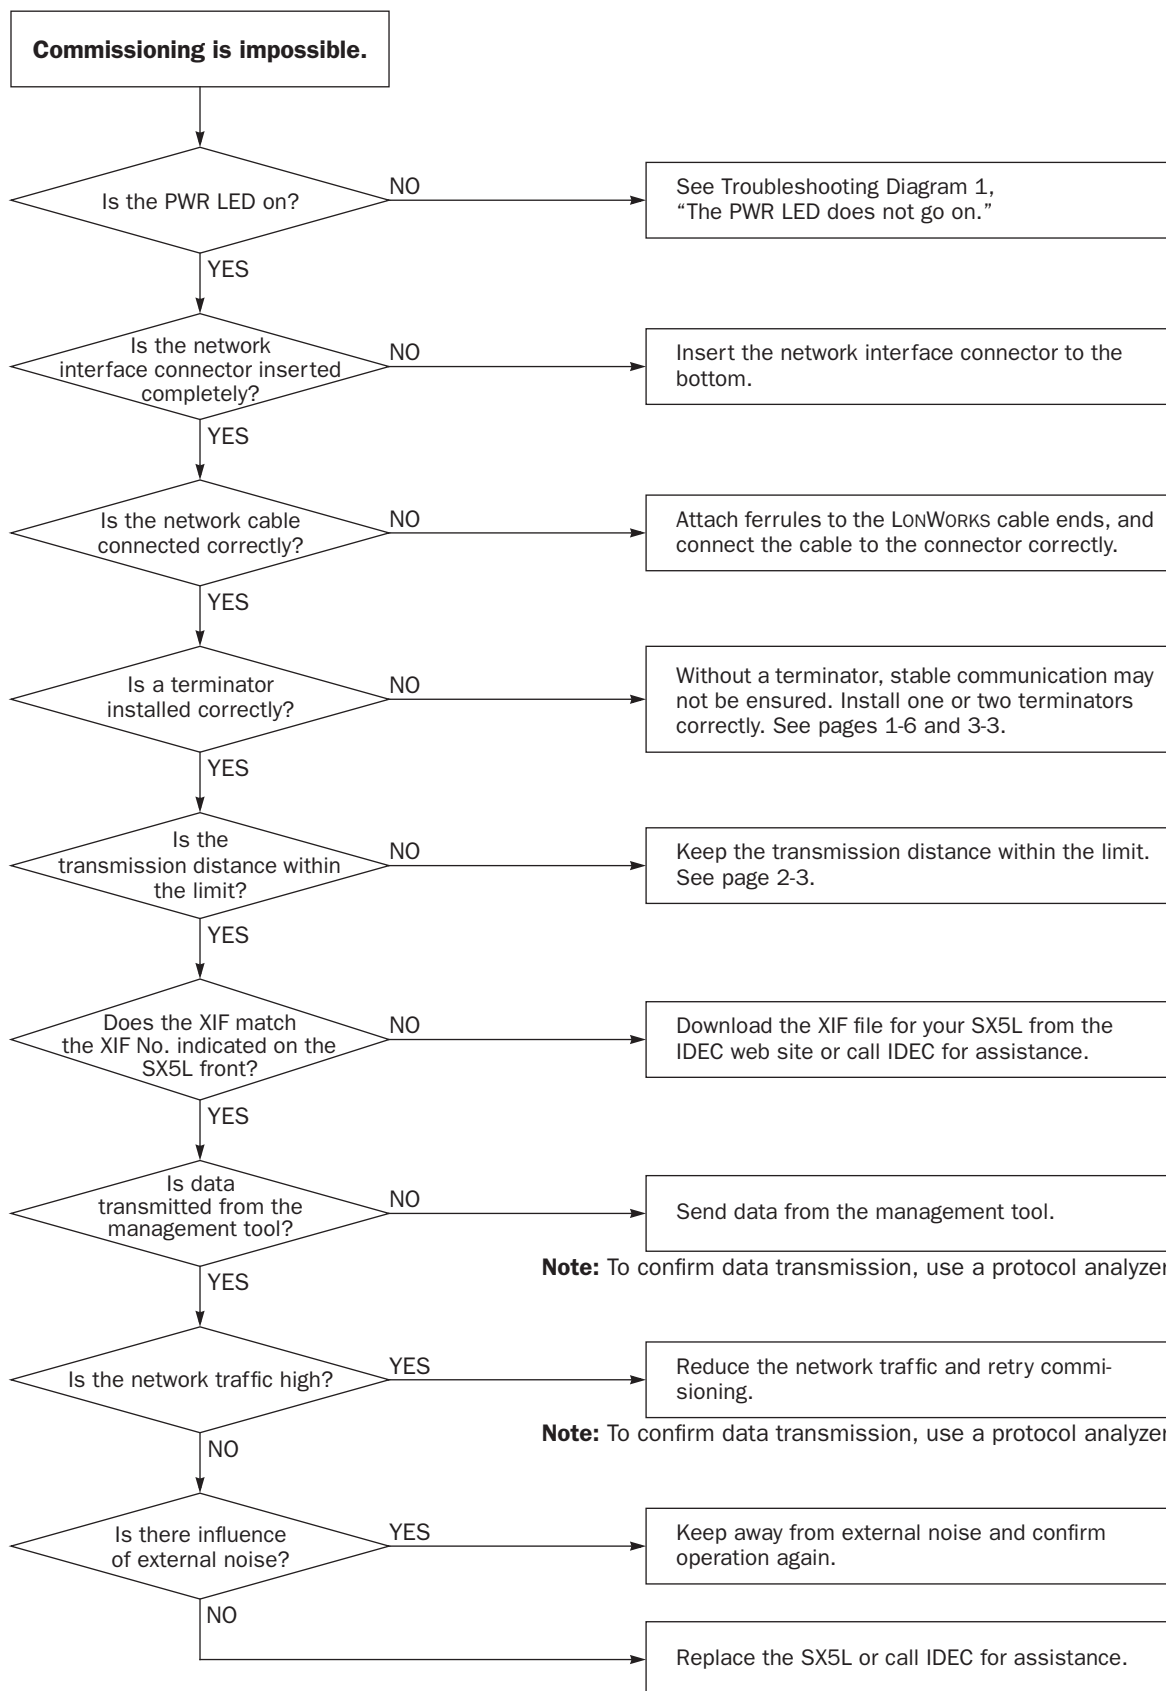 Commissioning is impossible.
Is the PWR LED on?
NO
See Troubleshooting Diagram 1,
“The PWR LED does not go on.”
YES
Is the network
interface connector inserted
completely?
NO
Insert the network interface connector to the
bottom.
YES
Is the network cable
connected correctly?
NO
Attach ferrules to the LONWORKS cable ends, and
connect the cable to the connector correctly.
YES
Is a terminator
installed correctly?
NO
Without a terminator, stable communication may
not be ensured. Install one or two terminators
correctly. See pages 1-6 and 3-3.
YES
Is the
transmission distance within
the limit?
NO
Keep the transmission distance within the limit.
See page 2-3.
YES
Does the XIF match
the XIF No. indicated on the
SX5L front?
NO
Download the XIF file for your SX5L from the
IDEC web site or call IDEC for assistance.
YES
Is data
transmitted from the
management tool?
NO
Send data from the management tool.
Note: To confirm data transmission, use a protocol analyzer
YES
Is the network traffic high?
YES
Reduce the network traffic and retry commi-
sioning.
Note: To confirm data transmission, use a protocol analyzer
NO
Is there influence
of external noise?
YES
Keep away from external noise and confirm
operation again.
NO
Replace the SX5L or call IDEC for assistance.